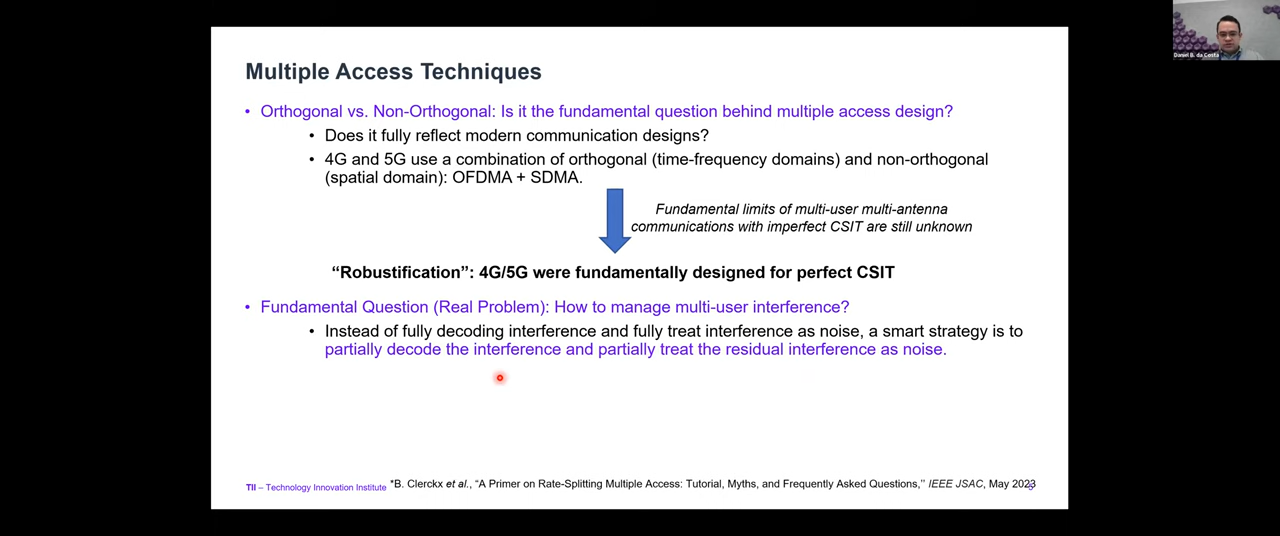 Multiple Access Techniques
• Orthogonal vs. Non-Orthogonal: Is it the fundamental question behind multiple access design?
• Does it fully reflect modern communication designs?
• 4G and 5G use a combination of orthogonal (time-frequency domains) and non-orthogonal
(spatial domain): OFDMA + SDMA.
Fundamental limits of multi-user multi-antenna
communications with imperfect CSIT are still unknown
“Robustification”: 4G/5G were fundamentally designed for perfect CSIT
• Fundamental Question (Real Problem): How to manage multi-user interference?
• Instead of fully decoding interference and fully treat interference as noise, a smart strategy is to
partially decode the interference and partially treat the residual interference as noise.
TII – Technology Innovation Institute
*B. Clerckx et al., “A Primer on Rate-Splitting Multiple Access: Tutorial, Myths, and Frequently Asked Questions,’’ IEEE JSAC, May 2023
Daniel B. da Costa